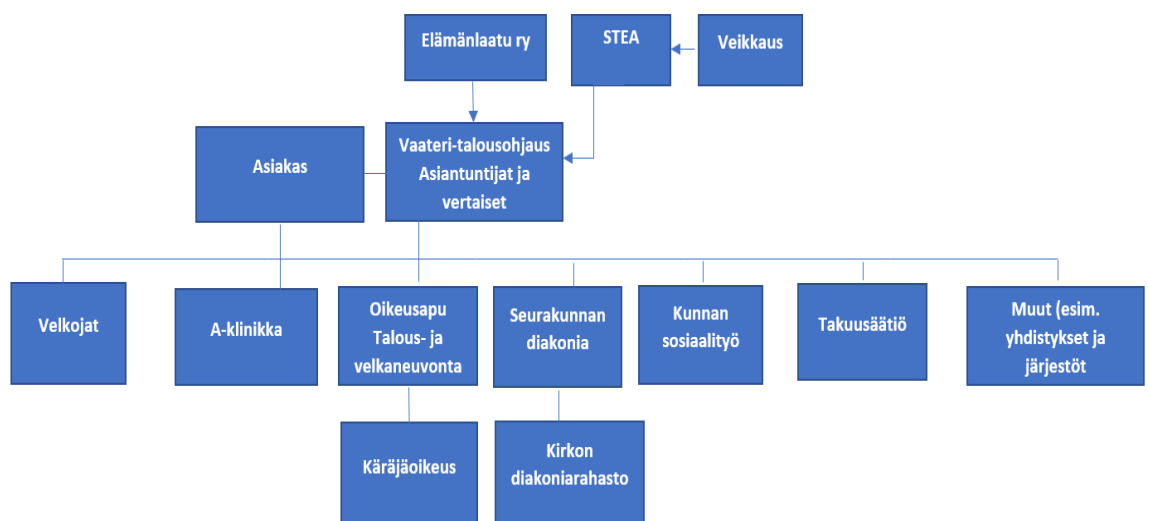 Elämänlaatu ry
STEA
Veikkaus
Asiakas
Vaateri-talousohjaus
Asiantuntijat ja
vertaiset
Velkojat
A-klinikka
Oikeusapu
Talous- ja
velkaneuvonta
Seurakunnan
diakonia
Kunnan
sosiaalityö
Takuusäätiö
Muut (esim.
yhdistykset ja
järjestöt
Käräjäoikeus
Kirkon
diakoniarahasto